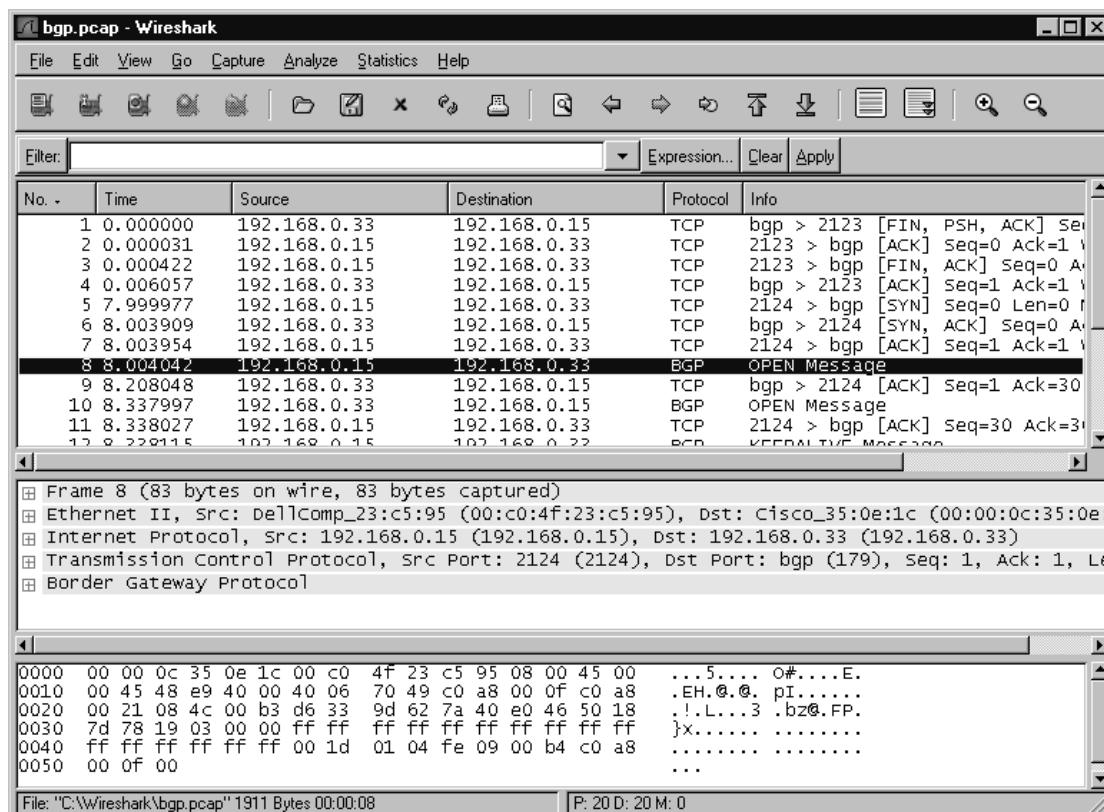 bgp.pcap - Wireshark
File Edit View Go Capture Analyze Statistics Help
Filter: Expression... Clear Apply
No. Time Source Destination Protocol Info
1 0.000000 192.168.0.33 192.168.0.15 TCP bgp > 2123 [FIN, PSH, ACK] Se
2 0.000031 192.168.0.15 192.168.0.33 TCP 2123 > bgp [ACK] Seq=0 Ack=1
3 0.000422 192.168.0.15 192.168.0.33 TCP 2123 > bgp [FIN, ACK] Seq=0 A
4 0.006057 192.168.0.33 192.168.0.15 TCP bgp > 2123 [ACK] Seq=1 Ack=1
5 7.999977 192.168.0.15 192.168.0.33 TCP 2124 > bgp [SYN] Seq=0 Len=0
6 8.003909 192.168.0.33 192.168.0.15 TCP bgp > 2124 [SYN, ACK] Seq=0 A
7 8.003954 192.168.0.15 192.168.0.33 TCP 2124 > bgp [ACK] Seq=1 Ack=1
8 8.004042 192.168.0.15 192.168.0.33 BGP OPEN Message
9 8.208048 192.168.0.33 192.168.0.15 TCP bgp > 2124 [ACK] Seq=1 Ack=30
10 8.337997 192.168.0.33 192.168.0.15 BGP OPEN Message
11 8.338027 192.168.0.15 192.168.0.33 TCP 2124 > bgp [ACK] Seq=30 Ack=3
12 8.338115 192.168.0.15 192.168.0.33 BGP KEEPALIVE Message
Frame 8 (83 bytes on wire, 83 bytes captured)
Ethernet II, Src: DellComp_23:c5:95 (00:c0:4f:23:c5:95), Dst: Cisco_35:0e:1c (00:00:0c:35:0e
Internet Protocol, Src: 192.168.0.15 (192.168.0.15), Dst: 192.168.0.33 (192.168.0.33)
Transmission Control Protocol, Src Port: 2124 (2124), Dst Port: bgp (179), Seq: 1, Ack: 1, Le
Border Gateway Protocol
0000 00 00 0c 35 0e 1c 00 c0 4f 23 c5 95 08 00 45 00 ...5.... O#....E.
0010 00 45 48 e9 40 00 40 06 70 49 c0 a8 00 0f c0 a8 .EH.@.@. pI......
0020 00 21 08 4c 00 b3 d6 33 9d 62 7a 40 e0 46 50 18 .!.L...3 .bz@.FP.
0030 7d 78 19 03 00 00 ff ff ff ff ff ff ff ff ff ff }x...... ........
0040 ff ff ff ff ff ff 00 1d 01 04 fe 09 00 b4 c0 a8 ........ ........
0050 00 0f 00 ...
File: "C:\Wireshark\bgp.pcap" 1911 Bytes 00:00:08 P: 20 D: 20 M: 0